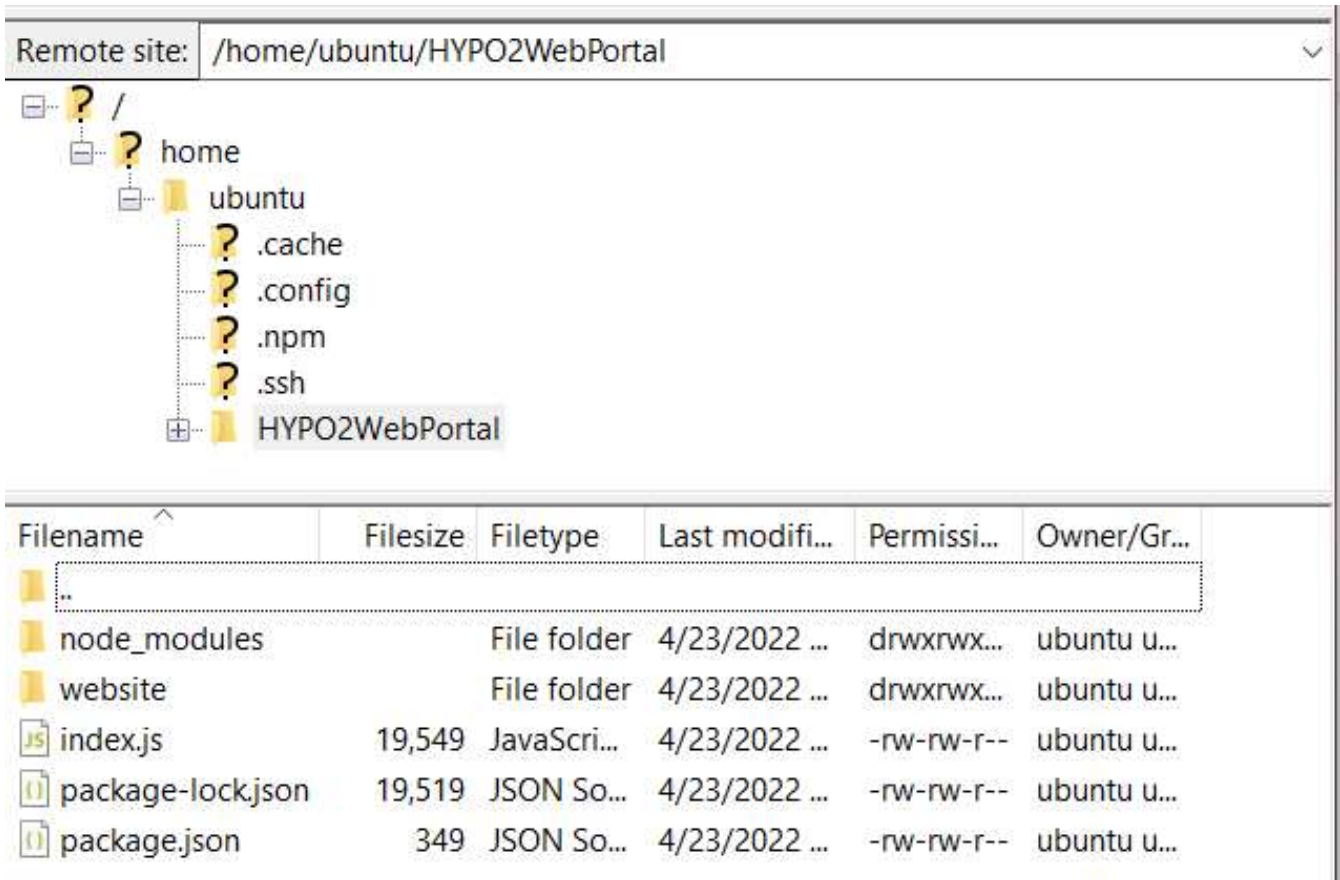 Remote site: /home/ubuntu/HYPO2WebPortal
/
home
ubuntu
.cache
.config
.npm
.ssh
HYPO2WebPortal
Filename Filesize Filetype Last modifi... Permissi... Owner/Gr...
..
node_modules File folder 4/23/2022 ... drwxrwx... ubuntu u...
website File folder 4/23/2022 ... drwxrwx... ubuntu u...
index.js 19,549 JavaScri... 4/23/2022 ... -rw-rw-r-- ubuntu u...
package-lock.json 19,519 JSON So... 4/23/2022 ... -rw-rw-r-- ubuntu u...
package.json 349 JSON So... 4/23/2022 ... -rw-rw-r-- ubuntu u...